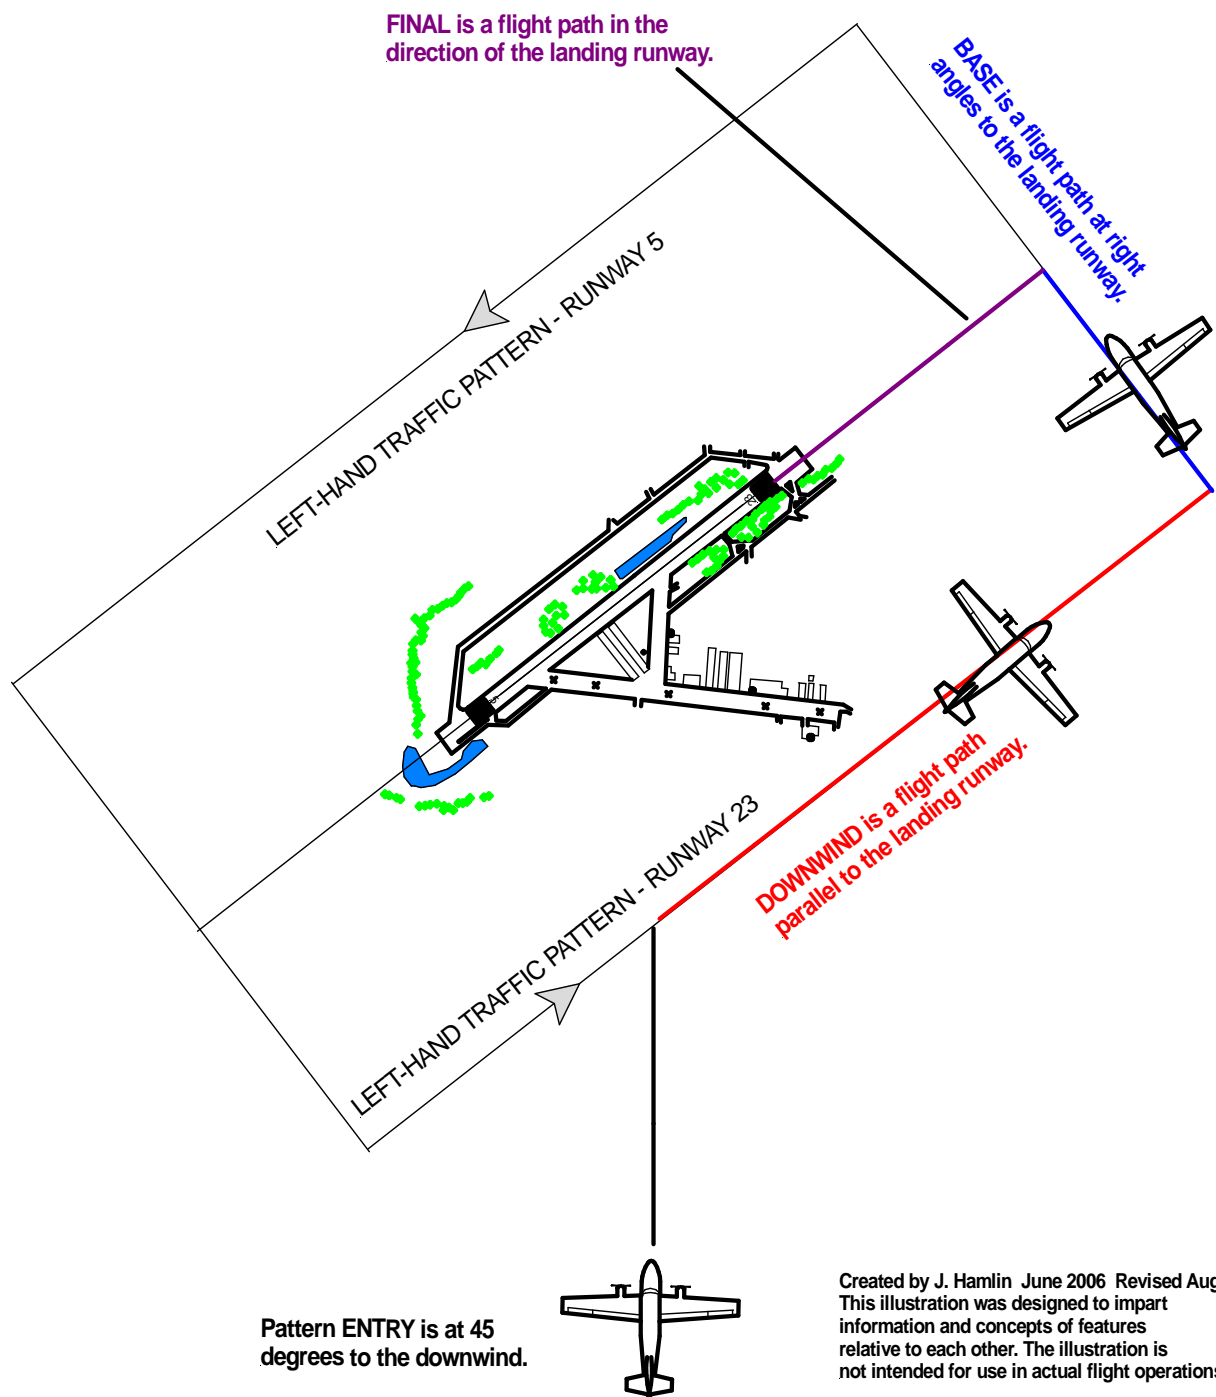 FINAL is a flight path in the
direction of the landing runway.
BASE is a flight path at right
angles to the landing runway.
LEFT-HAND TRAFFIC PATTERN - RUNWAY 5
23
5
DOWNWIND is a flight path
parallel to the landing runway.
LEFT-HAND TRAFFIC PATTERN - RUNWAY 23
Pattern ENTRY is at 45
degrees to the downwind.
Created by J. Hamlin June 2006 Revised Aug
This illustration was designed to impart
information and concepts of features
relative to each other. The illustration is
not intended for use in actual flight operations